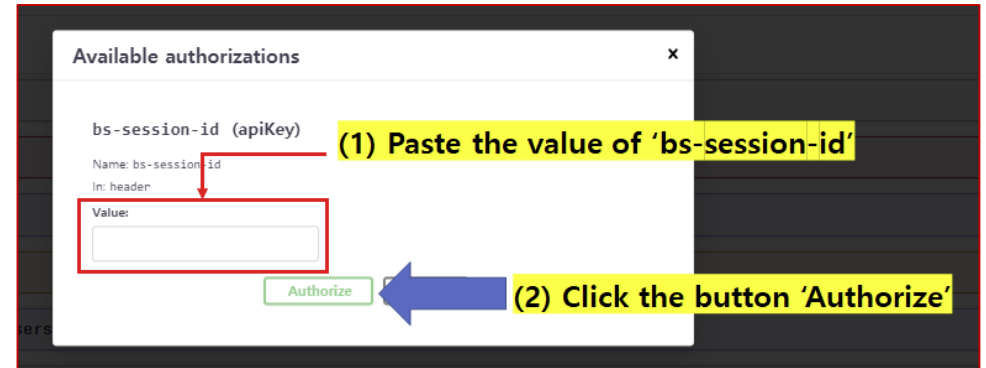 Available authorizations
x
bs-session-id (apiKey)
(1) Paste the value of ‘bs-session-id’
Name: bs-session-id
In: header
Value:
Authorize
(2) Click the button ‘Authorize’
sers